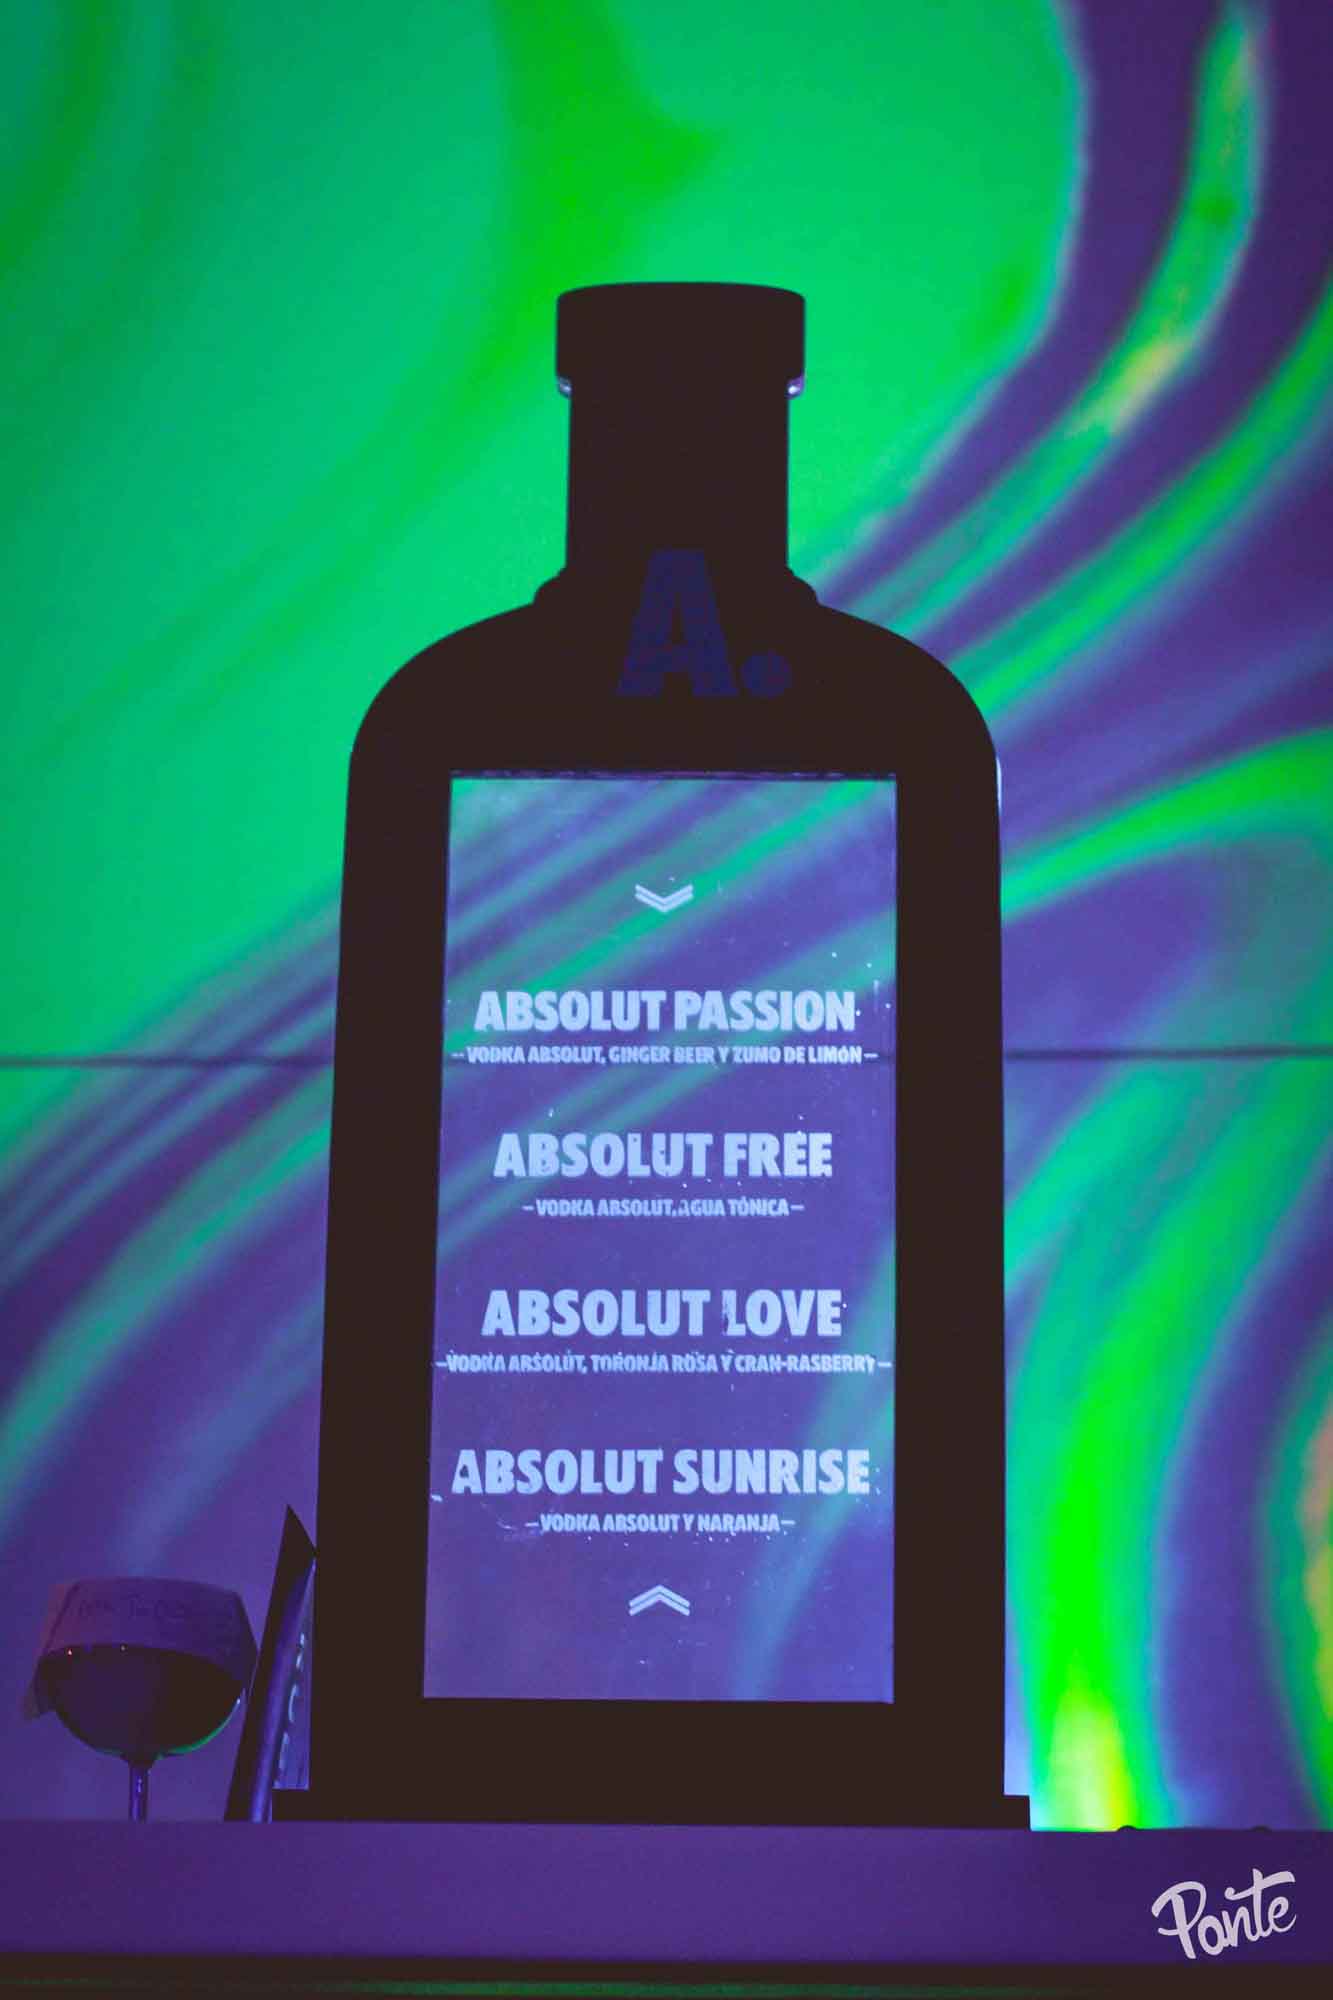 A.
ABSOLUT PASSION
– VODKA ABSOLUT, GINGER BEER Y ZUMO DE LIMÓN –
ABSOLUT FREE
– VODKA ABSOLUT, AGUA TÓNICA –
ABSOLUT LOVE
– VODKA ABSOLUT, TORONJA ROSA Y CRAN-RASBERRY –
ABSOLUT SUNRISE
– VODKA ABSOLUT Y NARANJA –
Ponte